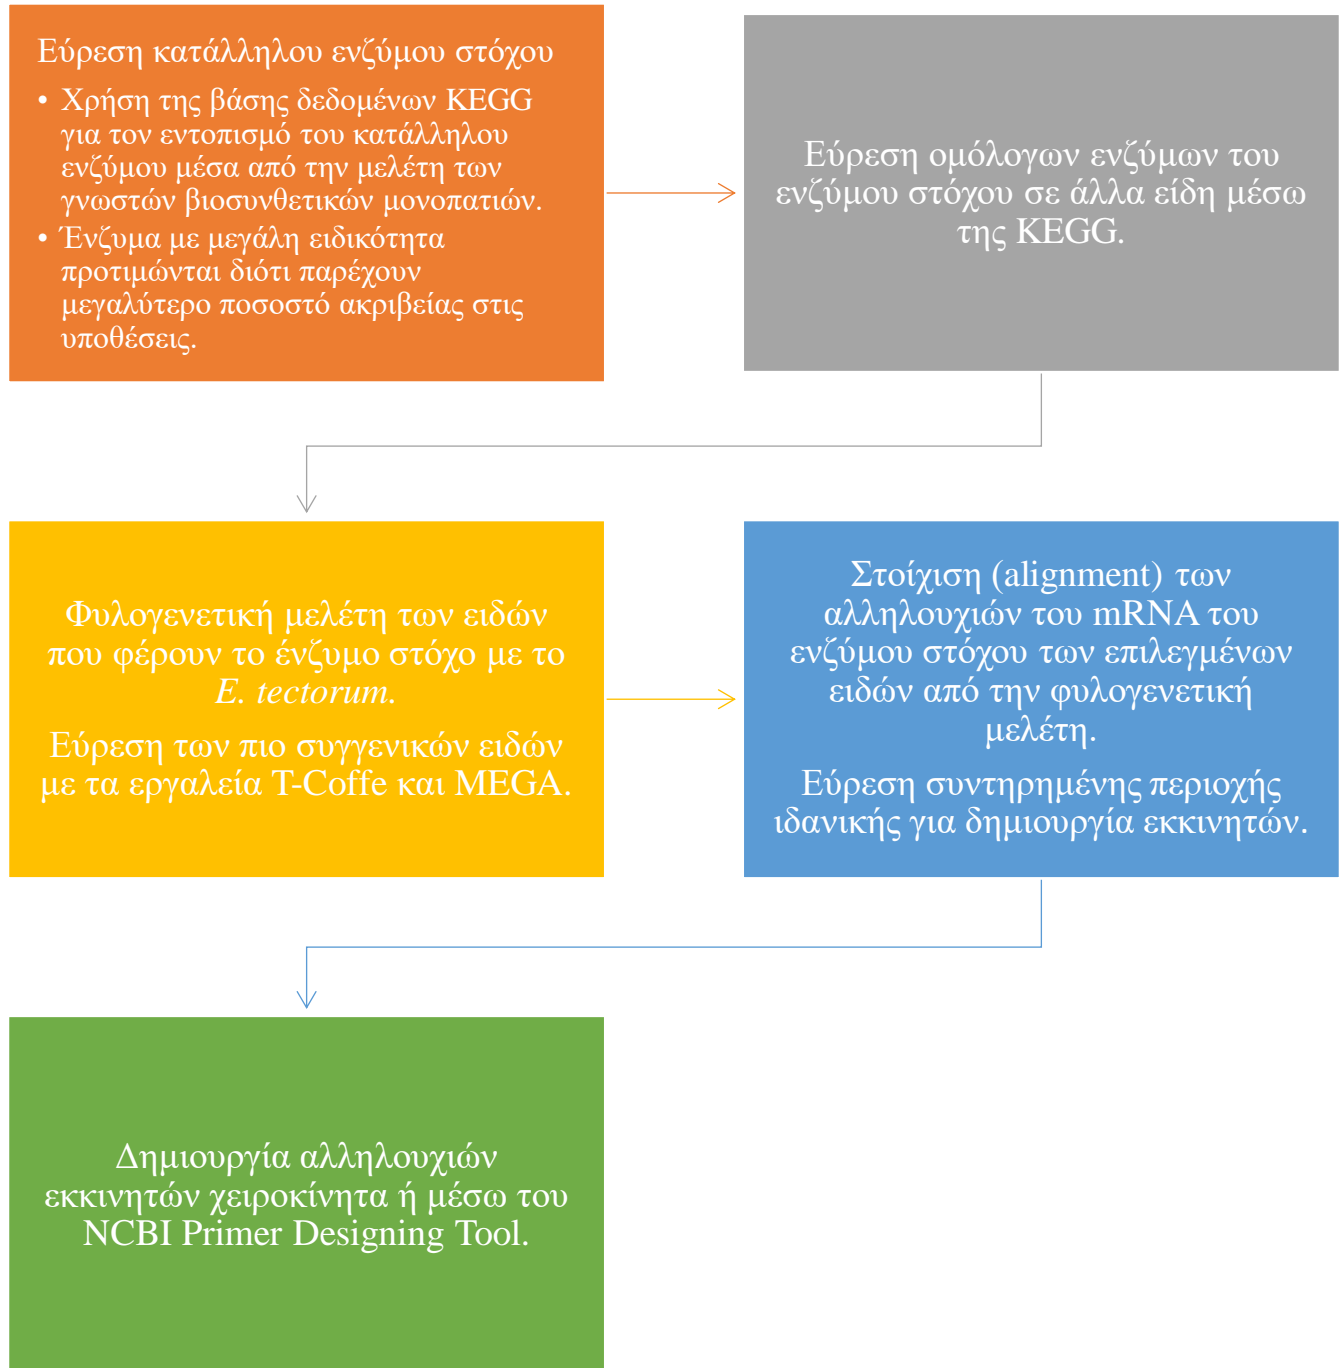 Εύρεση κατάλληλου ενζύμου στόχου
• Χρήση της βάσης δεδομένων KEGG
για τον εντοπισμό του κατάλληλου
ενζύμου μέσα από την μελέτη των
γνωστών βιοσυνθετικών μονοπατιών.
• Ένζυμα με μεγάλη ειδικότητα
προτιμώνται διότι παρέχουν
μεγαλύτερο ποσοστό ακριβείας στις
υποθέσεις.
Εύρεση ομόλογων ενζύμων του
ενζύμου στόχου σε άλλα είδη μέσω
της KEGG.
Φυλογενετική μελέτη των ειδών
που φέρουν το ένζυμο στόχο με το
E. tectorum.
Εύρεση των πιο συγγενικών ειδών
με τα εργαλεία T-Coffe και MEGA.
Στοίχιση (alignment) των
αλληλουχιών του mRNA του
ενζύμου στόχου των επιλεγμένων
ειδών από την φυλογενετική
μελέτη.
Εύρεση συντηρημένης περιοχής
ιδανικής για δημιουργία εκκινητών.
Δημιουργία αλληλουχιών
εκκινητών χειροκίνητα ή μέσω του
NCBI Primer Designing Tool.